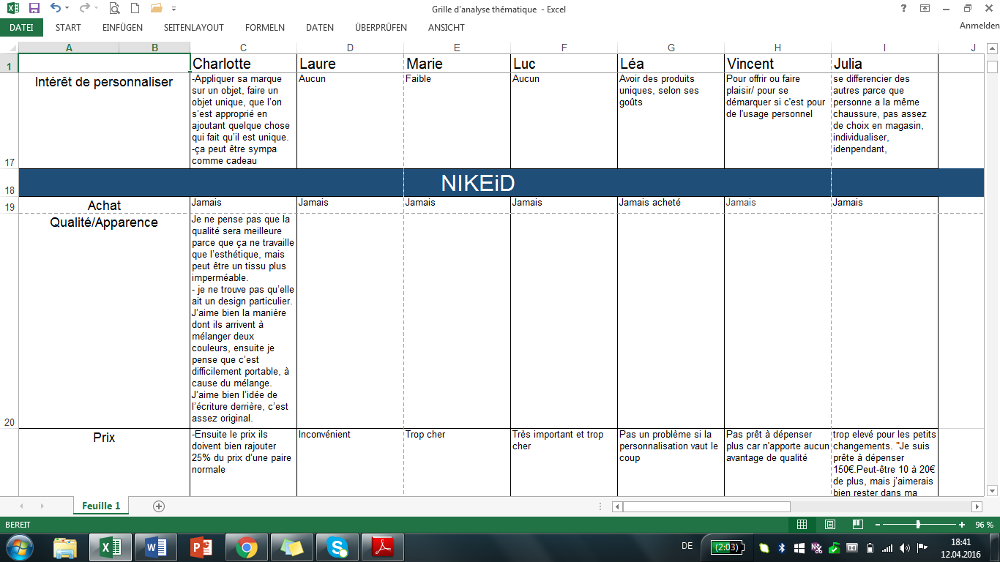 Grille d'analyse thématique - Excel
?
DATEI START EINFÜGEN SEITENLAYOUT FORMELN DATEN ÜBERPRÜFEN ANSICHT Anmelden
A B C D E F G H I J
1 Charlotte Laure Marie Luc Léa Vincent Julia
Intérêt de personnaliser
-Appliquer sa marque
sur un objet, faire un
objet unique, que l’on
s’est approprié en
ajoutant quelque chose
qui fait qu’il est unique.
-ça peut être sympa
comme cadeau
Aucun
Faible
Aucun
Avoir des produits
uniques, selon ses
goûts
Pour offrir ou faire
plaisir/ pour se
démarquer si c'est pour
de l'usage personnel
se differencier des
autres parce que
personne a la même
chaussure, pas assez
de choix en magasin,
individualiser,
idenpendant,
17
NIKEiD
18
19 Achat Jamais Jamais Jamais Jamais Jamais acheté Jamais Jamais
Qualité/Apparence
Je ne pense pas que la
qualité sera meilleure
parce que ça ne travaille
que l’esthétique, mais
peut être un tissu plus
imperméable.
- je ne trouve pas qu’elle
ait un design particulier.
J’aime bien la manière
dont ils arrivent à
mélanger deux
couleurs, ensuite je
pense que c’est
difficilement portable, à
cause du mélange.
J’aime bien l’idée de
l’écriture derrière, c’est
assez original.
20
Prix
-Ensuite le prix ils
doivent bien rajouter
25% du prix d’une paire
normale
Inconvénient
Trop cher
Très important et trop
cher
Pas un problème si la
personnalisation vaut le
coup
Pas prêt à dépenser
plus car n'apporte aucun
avantage de qualité
trop elevé pour les petits
changements. "Je suis
prête à dépenser
150€.Peut-être 10 à 20€
de plus, mais j’aimerais
bien rester dans ma
Feuille 1
BEREIT
96 %
DE
(2:03)
18:41
12.04.2016